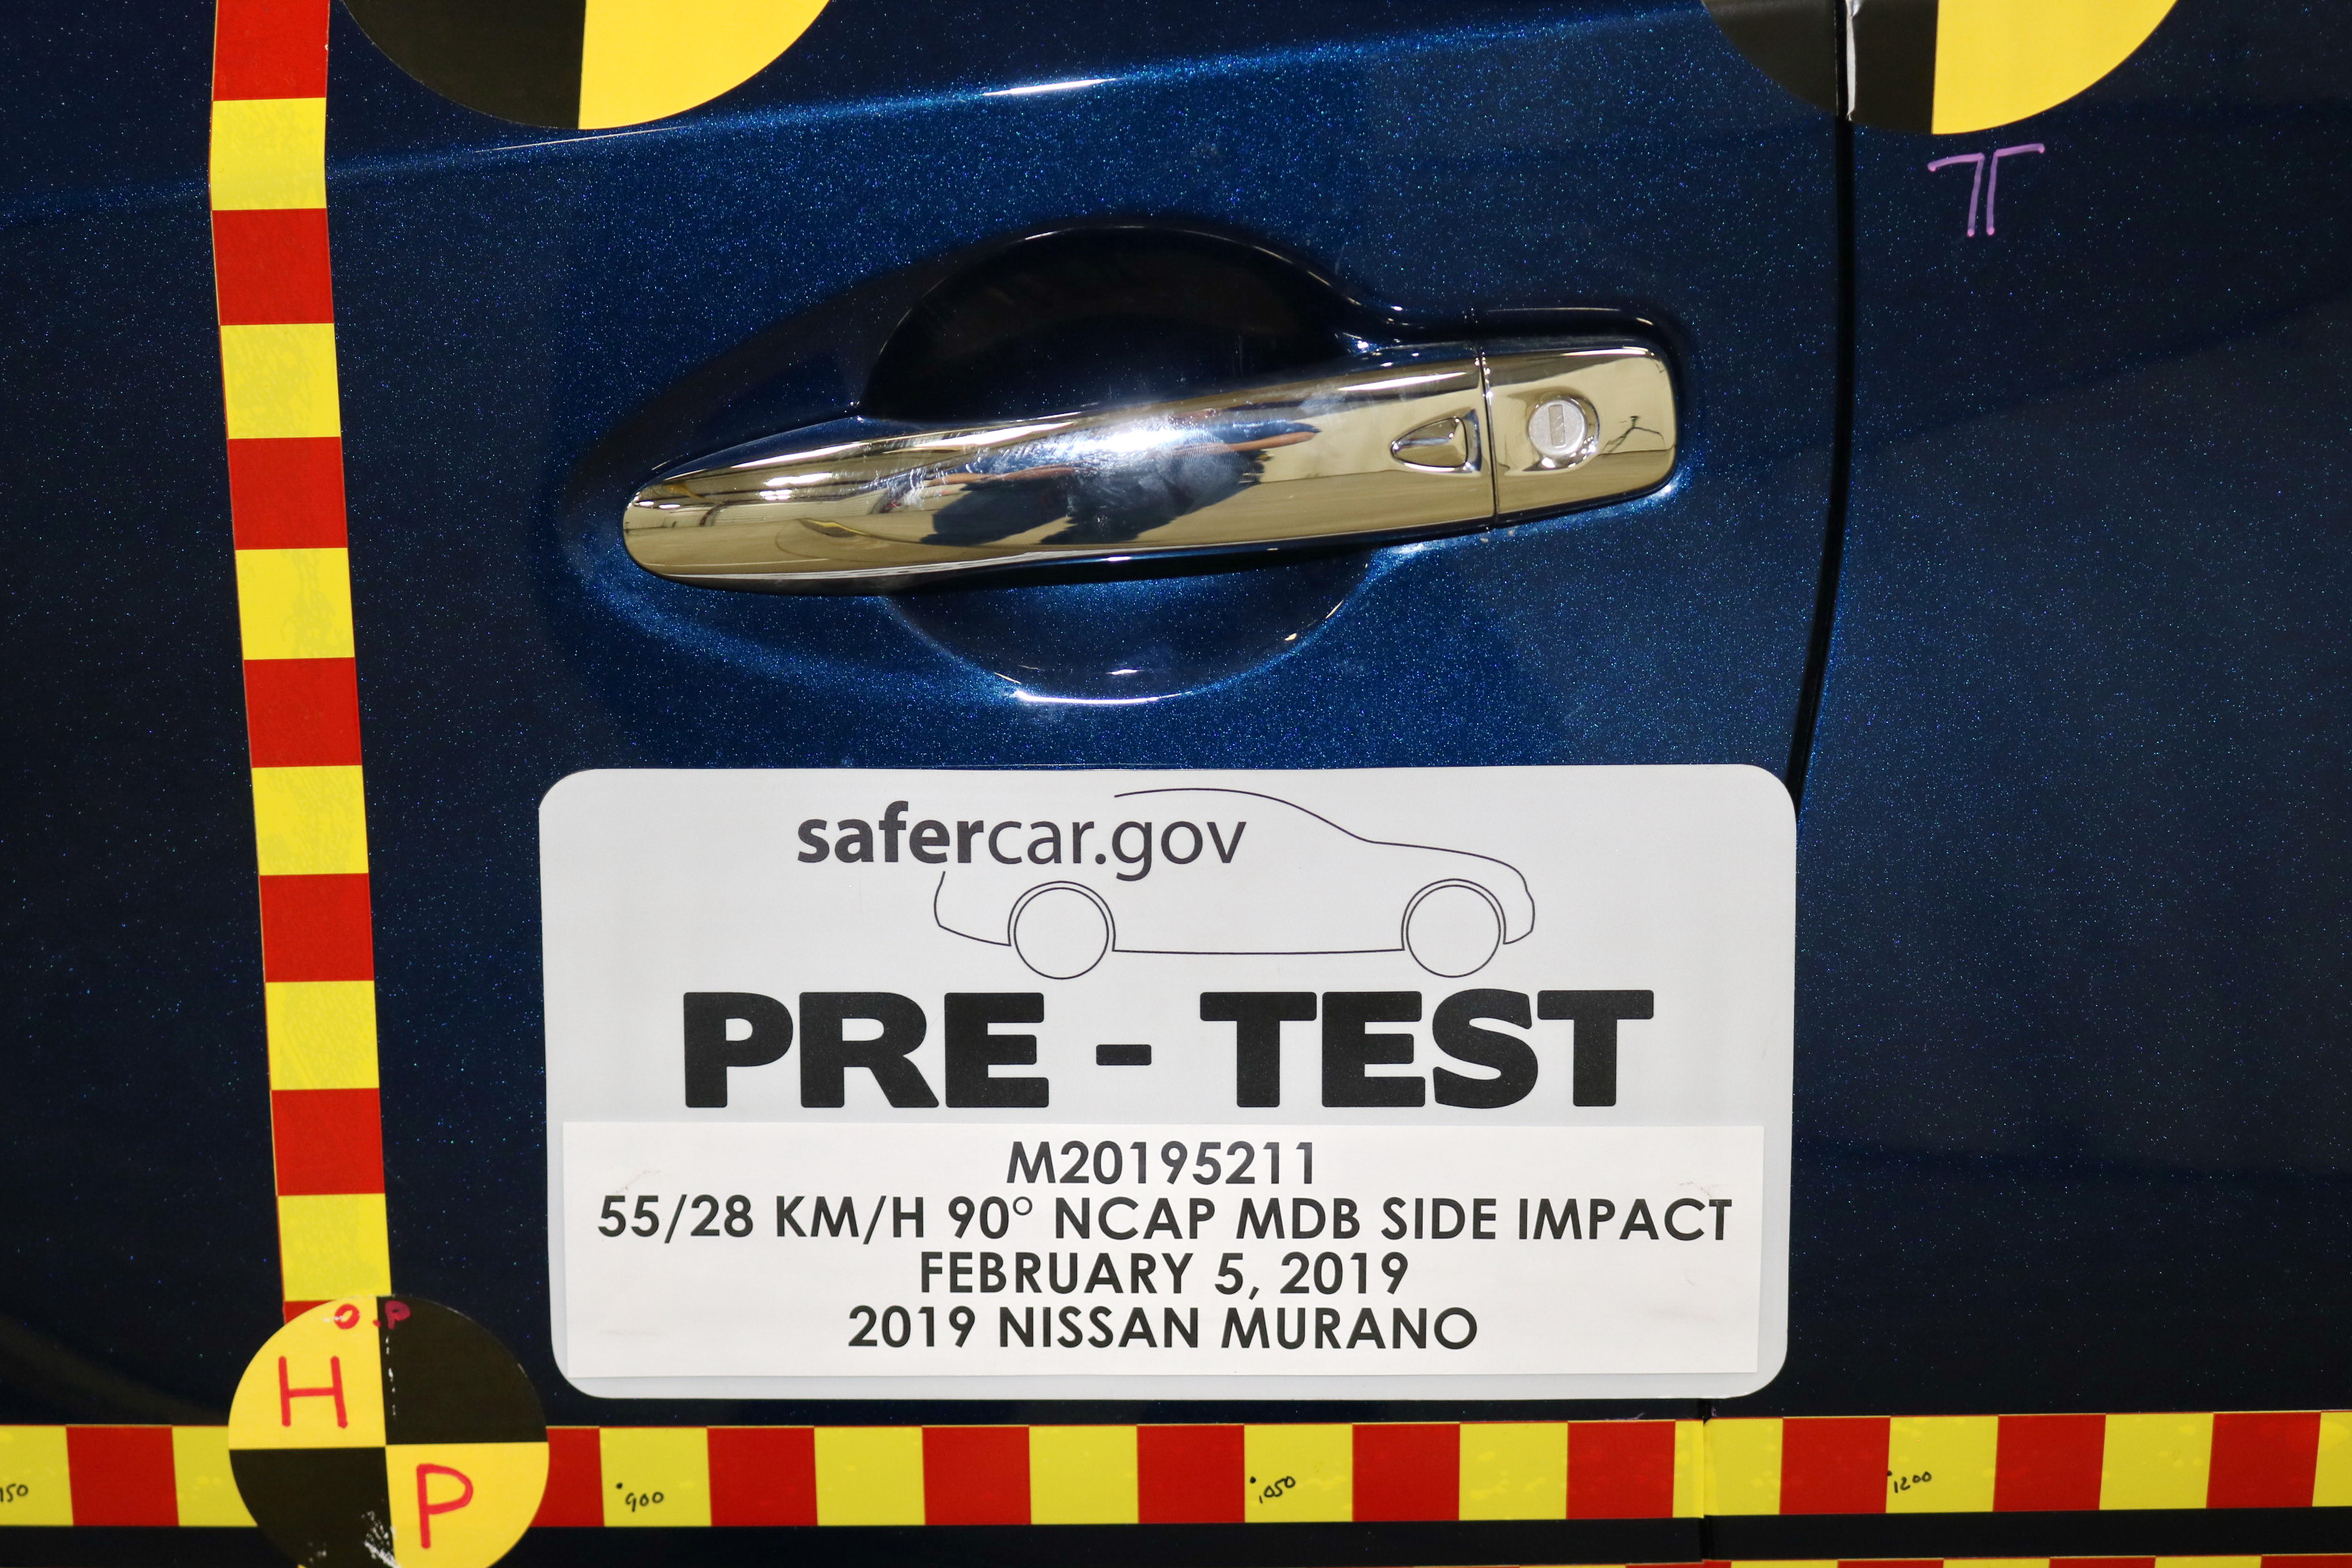 safercar.gov
PRE - TEST
M20195211
55/28 KM/H 90° NCAP MDB SIDE IMPACT
FEBRUARY 5, 2019
2019 NISSAN MURANO
O.P
H
P
900
1050
1200